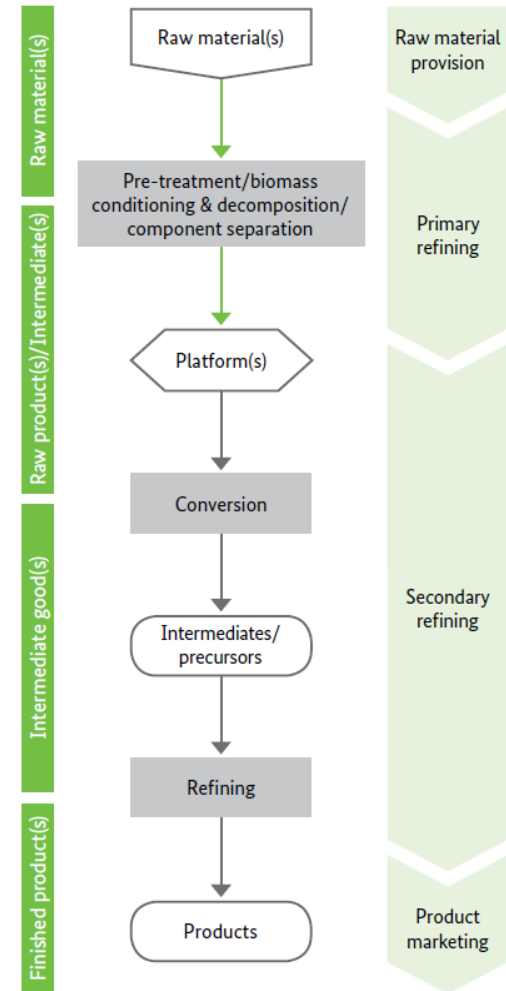 Raw material(s)
Raw product(s)/Intermediate(s)
Intermediate good(s)
Finished product(s)
Raw material(s)
Pre-treatment/biomass
conditioning & decomposition/
component separation
Platform(s)
Conversion
Intermediates/
precursors
Refining
Products
Raw material
provision
Primary
refining
Secondary
refining
Product
marketing